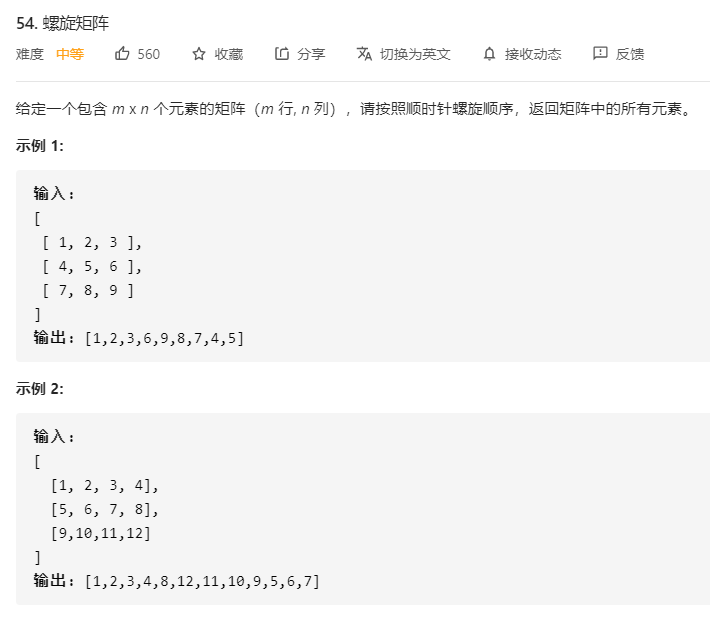 54. 螺旋矩阵
难度 中等 560 收藏 分享 切换为英文 接收动态 反馈
给定一个包含 m x n 个元素的矩阵（m 行, n 列），请按照顺时针螺旋顺序，返回矩阵中的所有元素。
示例 1:
输入:
[
[ 1, 2, 3 ],
[ 4, 5, 6 ],
[ 7, 8, 9 ]
]
输出: [1,2,3,6,9,8,7,4,5]
示例 2:
输入:
[
[1, 2, 3, 4],
[5, 6, 7, 8],
[9,10,11,12]
]
输出: [1,2,3,4,8,12,11,10,9,5,6,7]